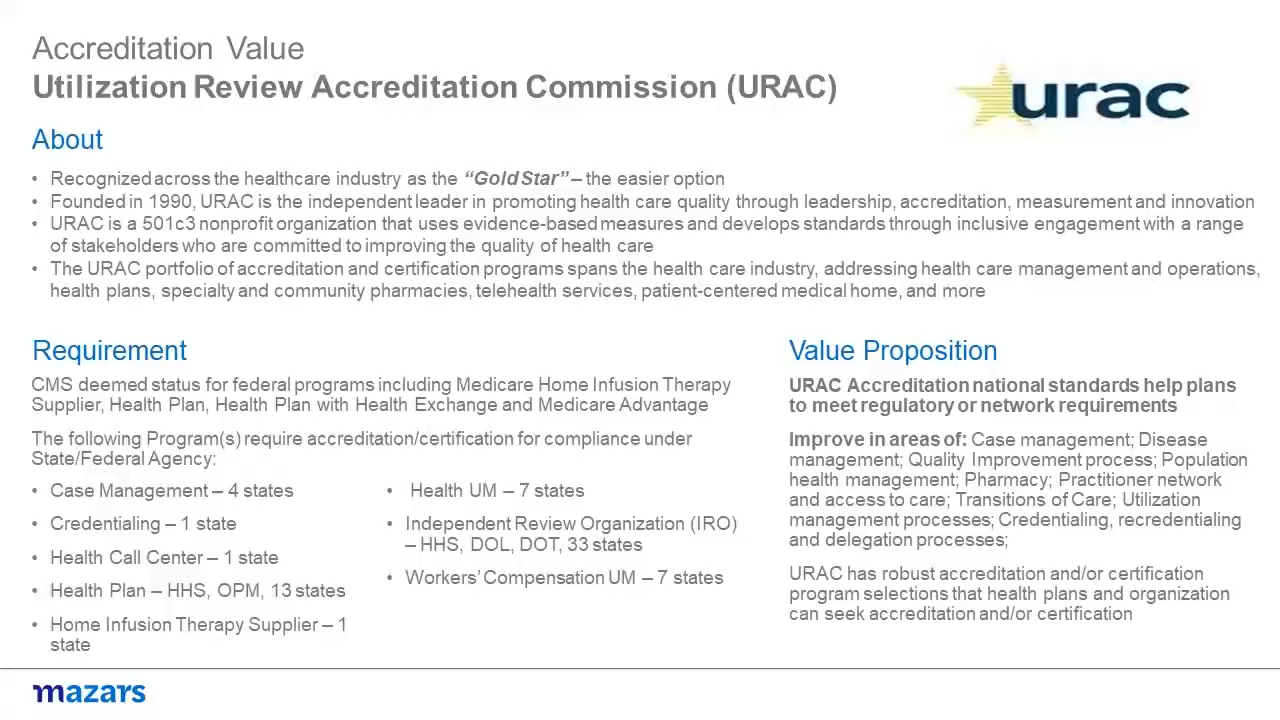 Accreditation Value
Utilization Review Accreditation Commission (URAC)
urac
About
• Recognized across the healthcare industry as the “Gold Star” – the easier option
• Founded in 1990, URAC is the independent leader in promoting health care quality through leadership, accreditation, measurement and innovation
• URAC is a 501c3 nonprofit organization that uses evidence-based measures and develops standards through inclusive engagement with a range
of stakeholders who are committed to improving the quality of health care
• The URAC portfolio of accreditation and certification programs spans the health care industry, addressing health care management and operations,
health plans, specialty and community pharmacies, telehealth services, patient-centered medical home, and more
Requirement
CMS deemed status for federal programs including Medicare Home Infusion Therapy
Supplier, Health Plan, Health Plan with Health Exchange and Medicare Advantage
The following Program(s) require accreditation/certification for compliance under
State/Federal Agency:
• Case Management – 4 states
• Credentialing – 1 state
• Health Call Center – 1 state
• Health Plan – HHS, OPM, 13 states
• Home Infusion Therapy Supplier – 1
state
• Health UM – 7 states
• Independent Review Organization (IRO)
– HHS, DOL, DOT, 33 states
• Workers’ Compensation UM – 7 states
Value Proposition
URAC Accreditation national standards help plans
to meet regulatory or network requirements
Improve in areas of: Case management; Disease
management; Quality Improvement process; Population
health management; Pharmacy; Practitioner network
and access to care; Transitions of Care; Utilization
management processes; Credentialing, recredentialing
and delegation processes;
URAC has robust accreditation and/or certification
program selections that health plans and organization
can seek accreditation and/or certification
mazars